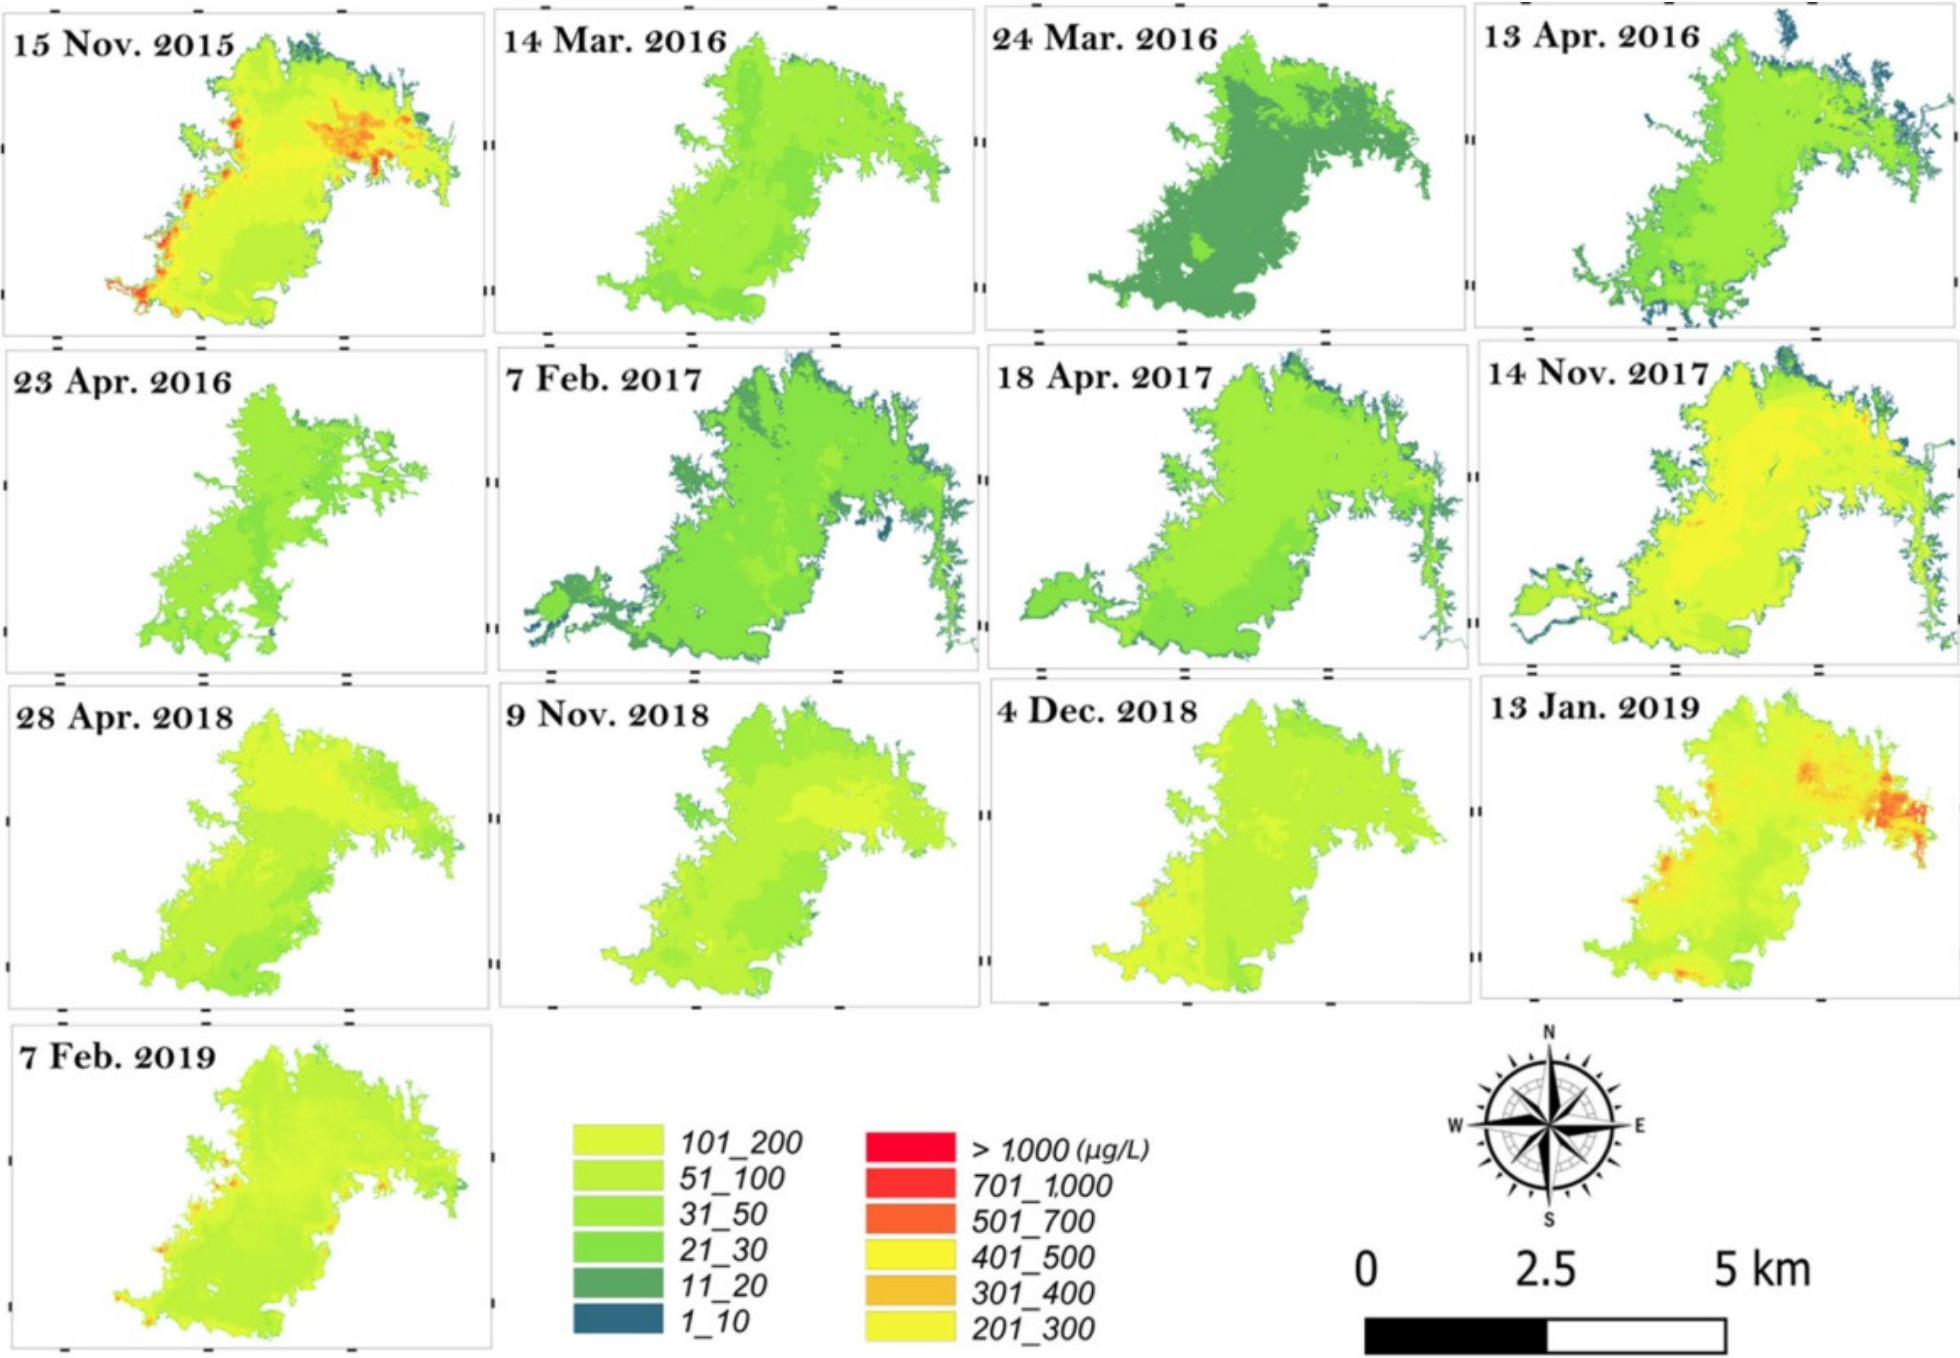 15 Nov. 2015
14 Mar. 2016
24 Mar. 2016
13 Apr. 2016
23 Apr. 2016
7 Feb. 2017
18 Apr. 2017
14 Nov. 2017
28 Apr. 2018
9 Nov. 2018
4 Dec. 2018
13 Jan. 2019
7 Feb. 2019
101_200
51_100
31_50
21_30
11_20
1_10
> 1,000 (µg/L)
701_1,000
501_700
401_500
301_400
201_300
N
W E
S
0 2.5 5 km